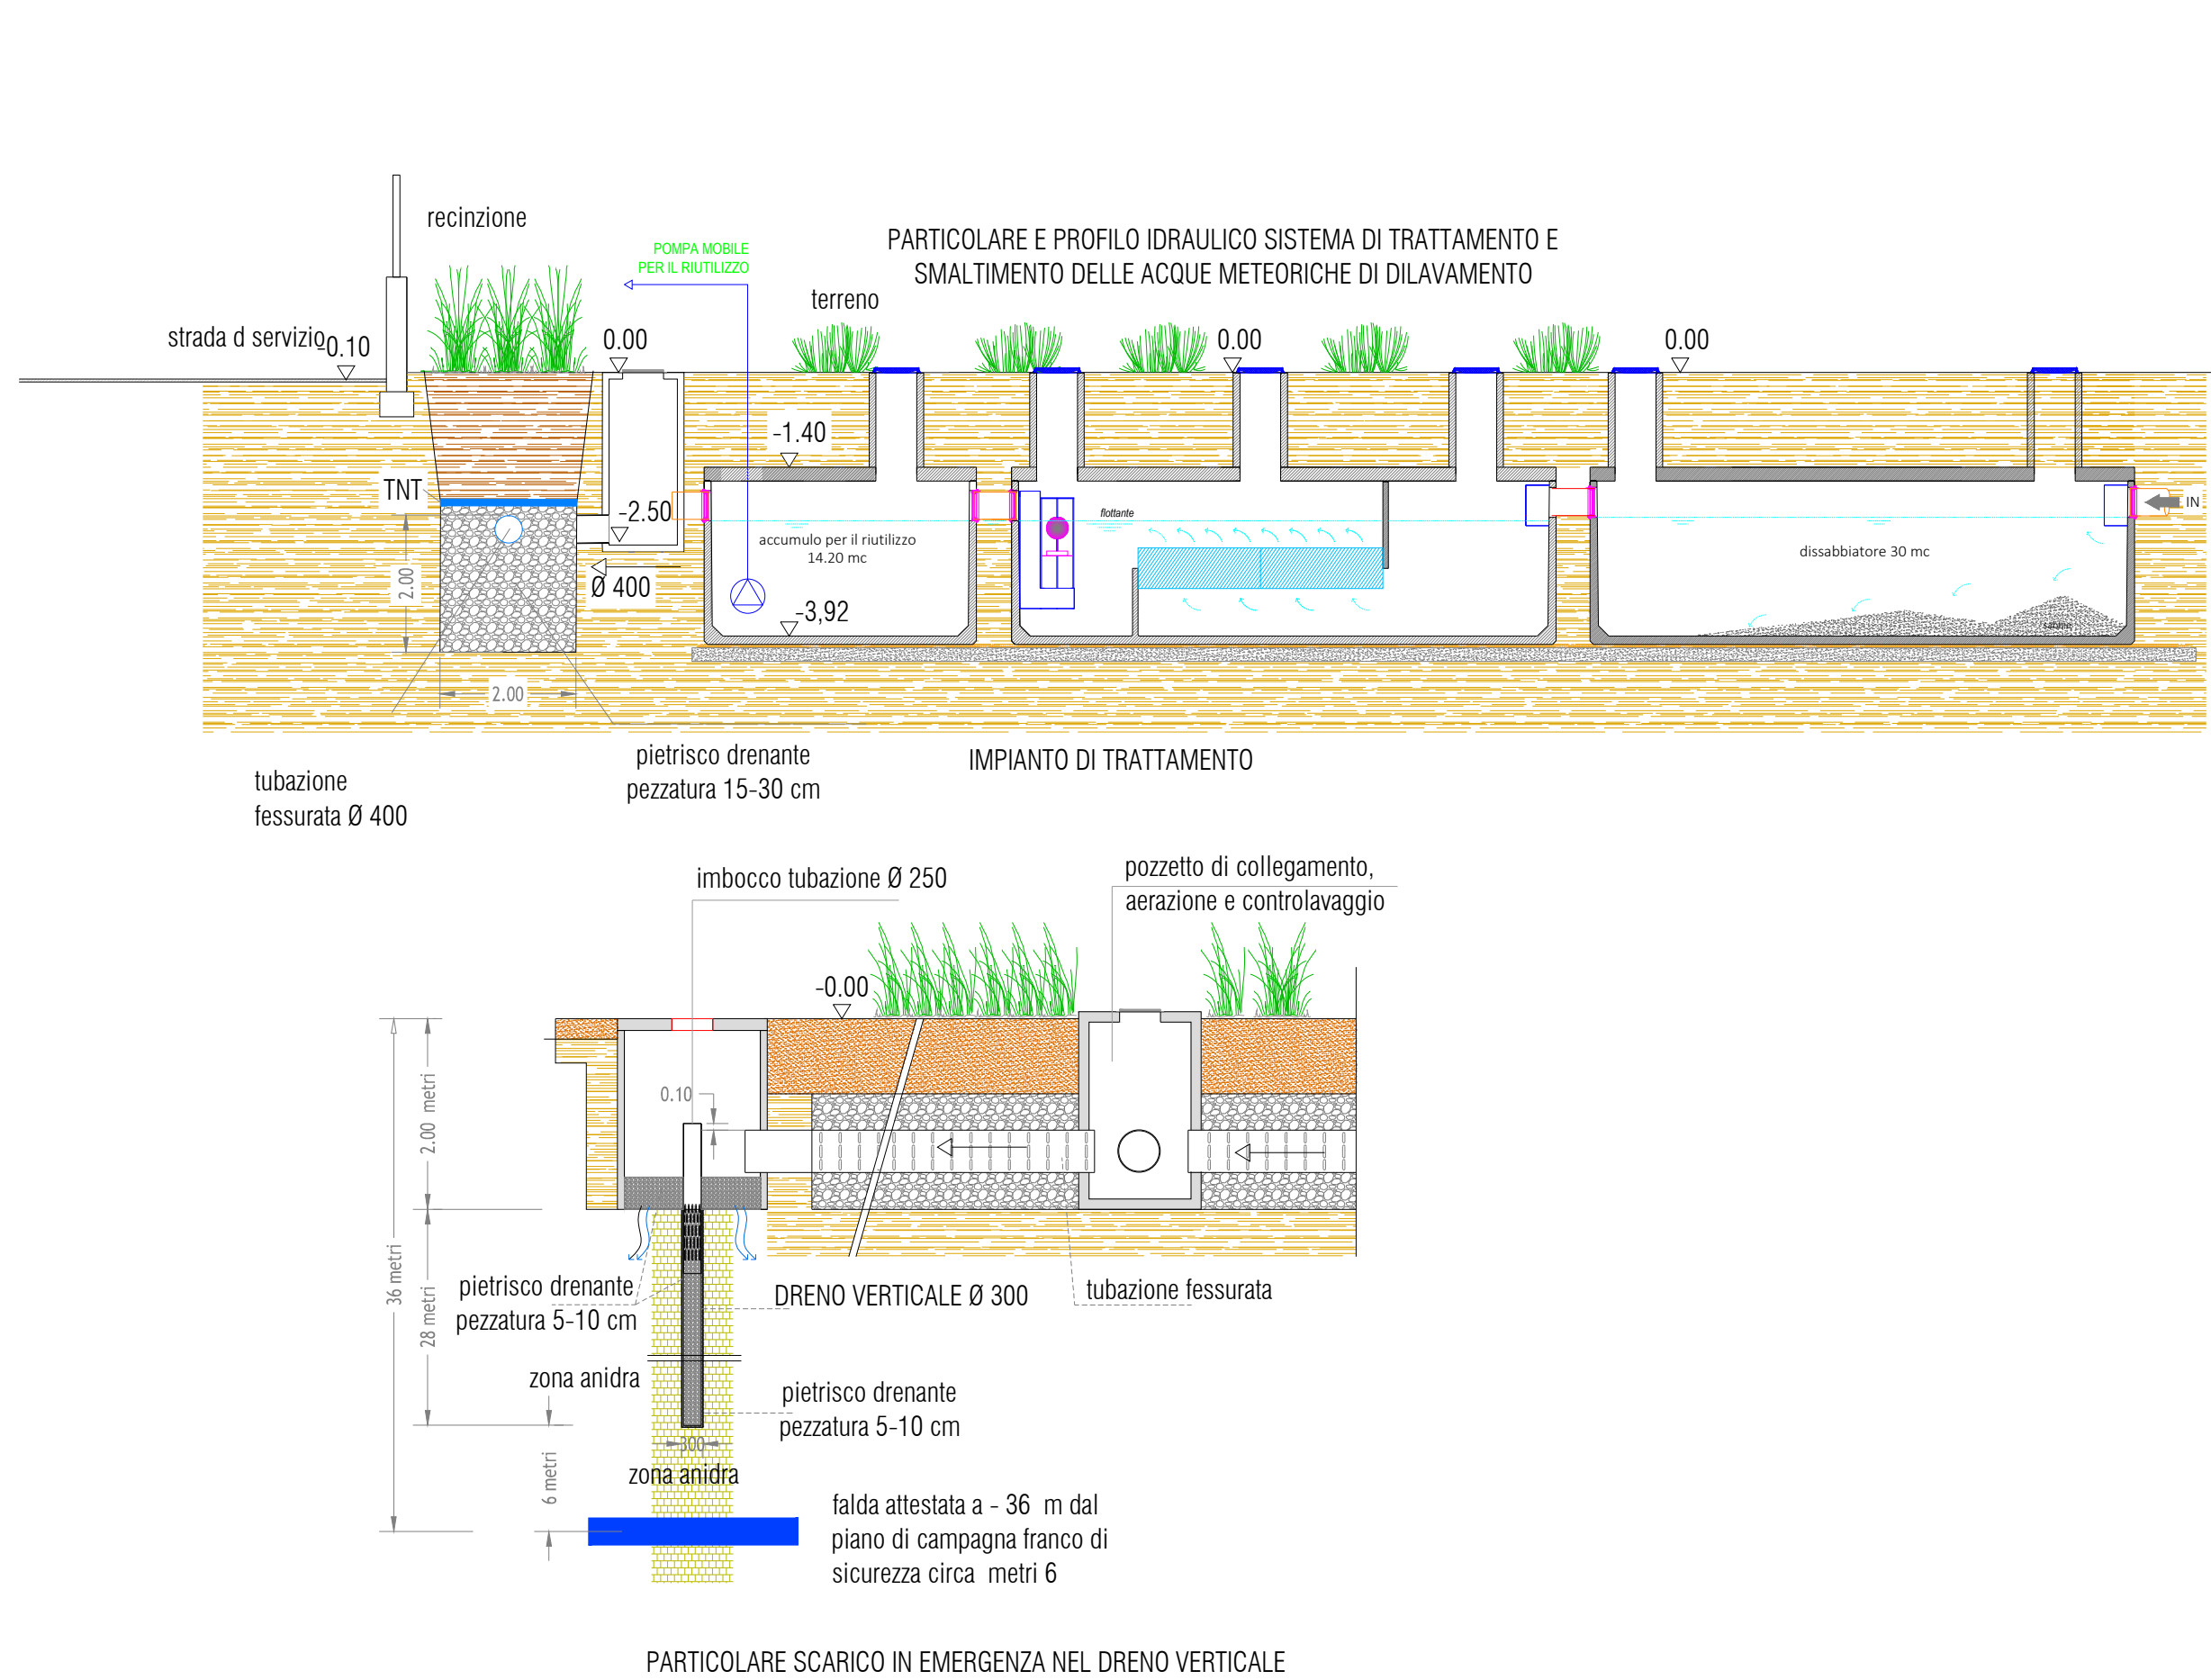 PARTICOLARE E PROFILO IDRAULICO SISTEMA DI TRATTAMENTO E
SMALTIMENTO DELLE ACQUE METEORICHE DI DILAVAMENTO
recinzione
POMPA MOBILE
PER IL RIUTILIZZO
terreno
strada d servizio
-0.10
0.00
0.00
0.00
-1.40
TNT
-2.50
IN
flottante
accumulo per il riutilizzo
14.20 mc
dissabbiatore 30 mc
2.00
Ø 400
-3,92
2.00
pietrisco drenante
pezzatura 15-30 cm
IMPIANTO DI TRATTAMENTO
tubazione
fessurata Ø 400
imbocco tubazione Ø 250
pozzetto di collegamento,
aerazione e controlavaggio
-0.00
0.10
2.00 metri
36 metri
28 metri
pietrisco drenante
pezzatura 5-10 cm
DRENO VERTICALE Ø 300
tubazione fessurata
zona anidra
pietrisco drenante
pezzatura 5-10 cm
300
zona anidra
6 metri
falda attestata a - 36 m dal
piano di campagna franco di
sicurezza circa metri 6
PARTICOLARE SCARICO IN EMERGENZA NEL DRENO VERTICALE